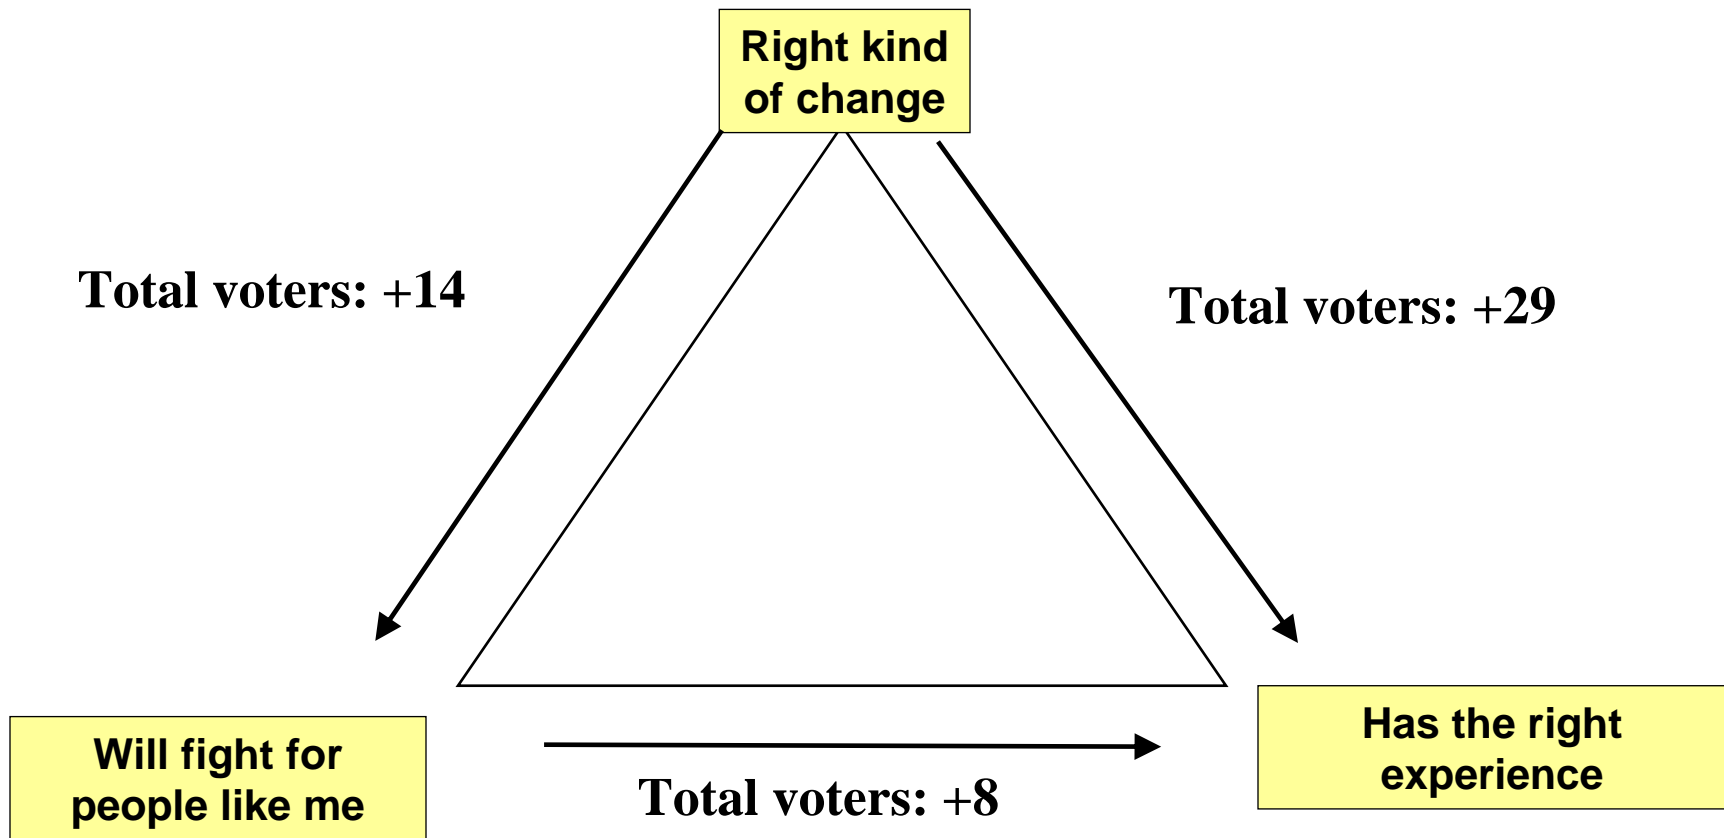 Right kind
of change
Total voters: +14
Total voters: +29
Will fight for
people like me
Total voters: +8
Has the right
experience